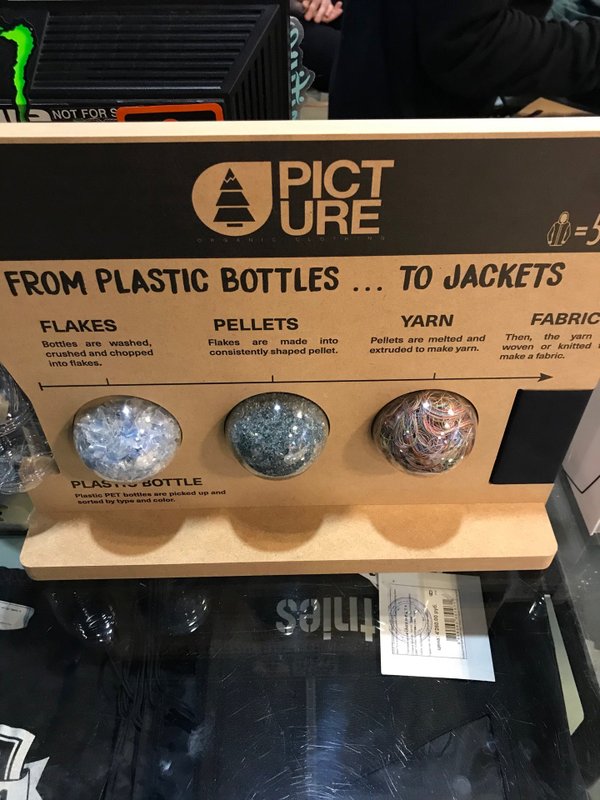 NOT FOR S
PICT
URE
ORGANIC CLOTHING
= 5
FROM PLASTIC BOTTLES ... TO JACKETS
FLAKES
Bottles are washed,
crushed and chopped
into flakes.
PELLETS
Flakes are made into
consistently shaped pellet.
YARN
Pellets are melted and
extruded to make yarn.
FABRIC
Then, the yarn
woven or knitted
make a fabric.
PLASTIC BOTTLE
Plastic PET bottles are picked up and
sorted by type and color.
etnies